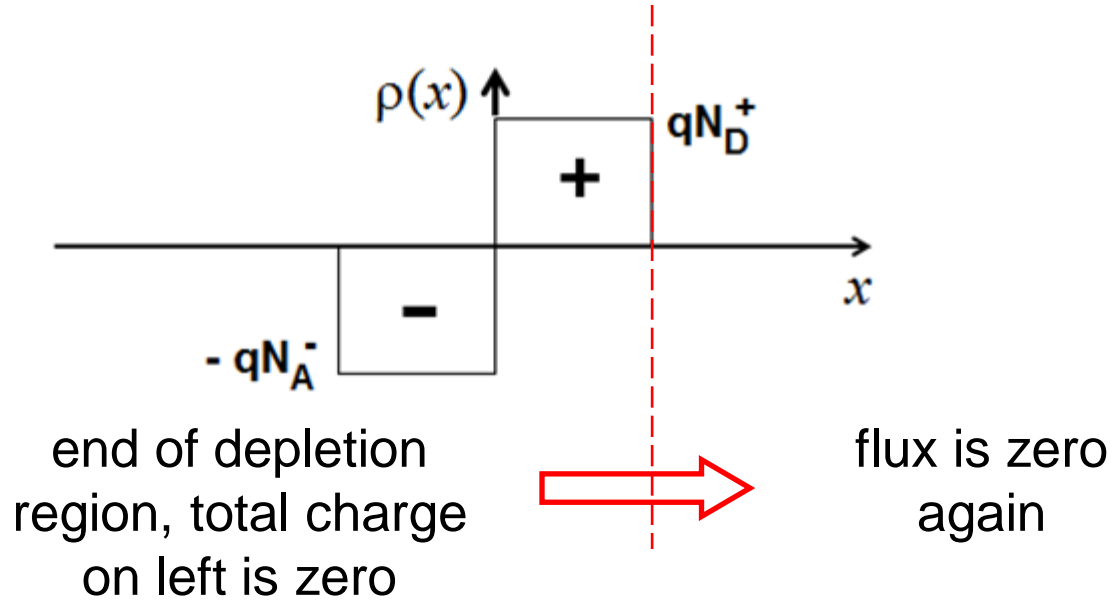 ρ(x)
qN_D^+
+
x
-
- qN_A^-
end of depletion
region, total charge
on left is zero
flux is zero
again